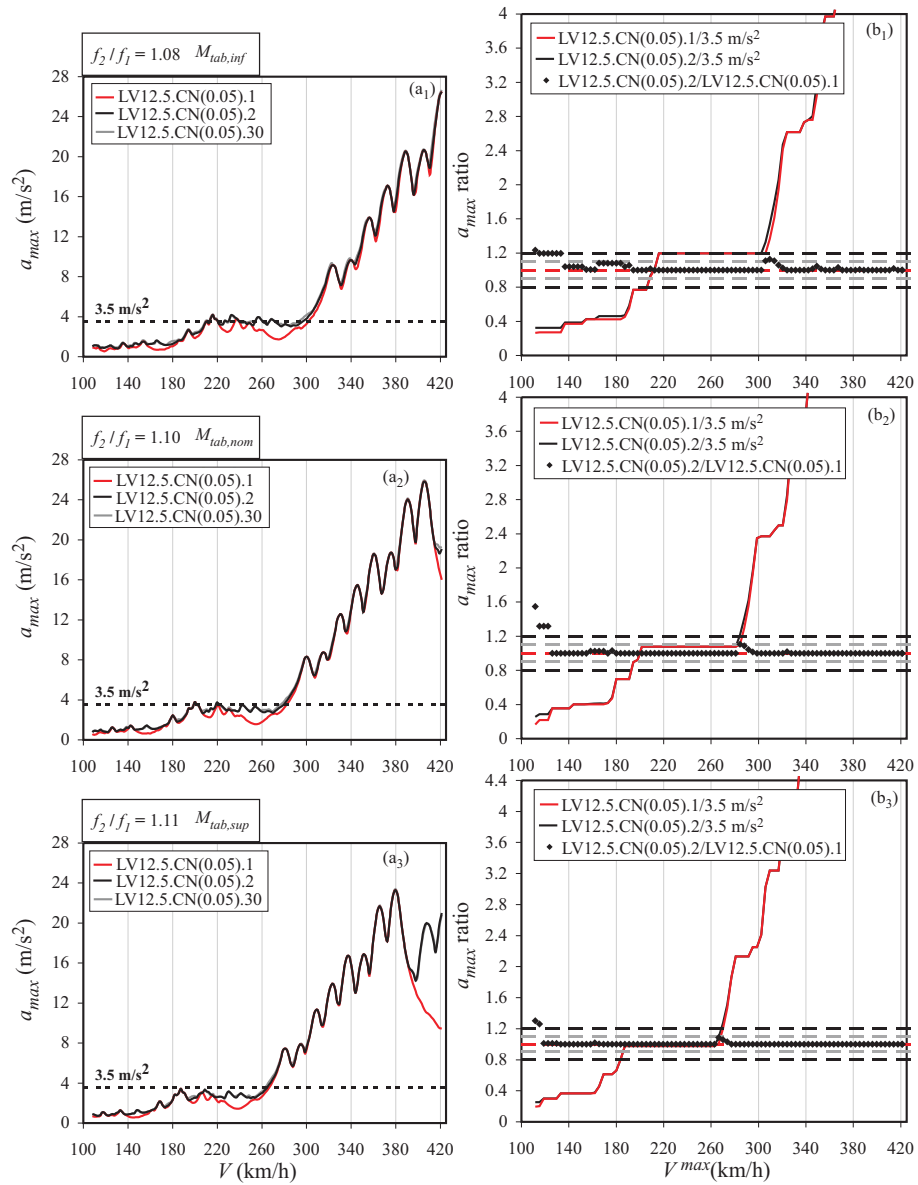 f₂ / f₁ = 1.08 M_tab,inf
(a₁)
LV12.5.CN(0.05).1
LV12.5.CN(0.05).2
LV12.5.CN(0.05).30
28
24
20
16
12
8
4
0
a_max (m/s²)
3.5 m/s²
100 140 180 220 260 300 340 380 420
(b₁)
LV12.5.CN(0.05).1/3.5 m/s²
LV12.5.CN(0.05).2/3.5 m/s²
LV12.5.CN(0.05).2/LV12.5.CN(0.05).1
4
3.6
3.2
2.8
2.4
2
1.6
1.2
0.8
0.4
0
a_max ratio
100 140 180 220 260 300 340 380 420
f₂ / f₁ = 1.10 M_tab,nom
(a₂)
LV12.5.CN(0.05).1
LV12.5.CN(0.05).2
LV12.5.CN(0.05).30
28
24
20
16
12
8
4
0
a_max (m/s²)
3.5 m/s²
100 140 180 220 260 300 340 380 420
(b₂)
LV12.5.CN(0.05).1/3.5 m/s²
LV12.5.CN(0.05).2/3.5 m/s²
LV12.5.CN(0.05).2/LV12.5.CN(0.05).1
4
3.6
3.2
2.8
2.4
2
1.6
1.2
0.8
0.4
0
a_max ratio
100 140 180 220 260 300 340 380 420
f₂ / f₁ = 1.11 M_tab,sup
(a₃)
LV12.5.CN(0.05).1
LV12.5.CN(0.05).2
LV12.5.CN(0.05).30
28
24
20
16
12
8
4
0
a_max (m/s²)
3.5 m/s²
100 140 180 220 260 300 340 380 420
V (km/h)
(b₃)
LV12.5.CN(0.05).1/3.5 m/s²
LV12.5.CN(0.05).2/3.5 m/s²
LV12.5.CN(0.05).2/LV12.5.CN(0.05).1
4.4
4
3.6
3.2
2.8
2.4
2
1.6
1.2
0.8
0.4
0
a_max ratio
100 140 180 220 260 300 340 380 420
V^max(km/h)